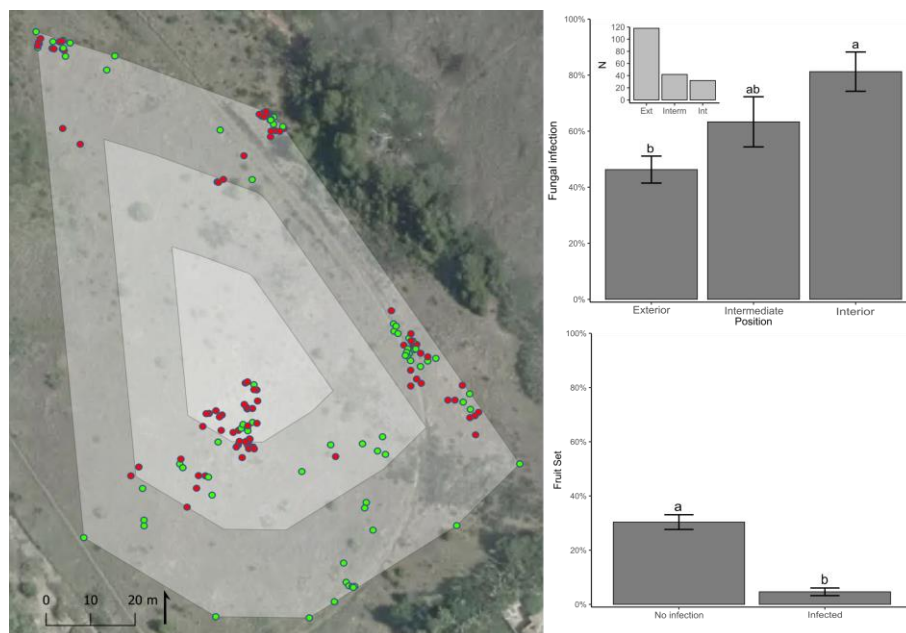 0 10 20 m
100%
80%
60%
40%
20%
0%
Fungal infection
120
100
80
60
40
20
0
N
Ext Interm Int
b
ab
a
Exterior Intermediate Interior
Position
100%
80%
60%
40%
20%
0%
Fruit Set
a
b
No infection Infected